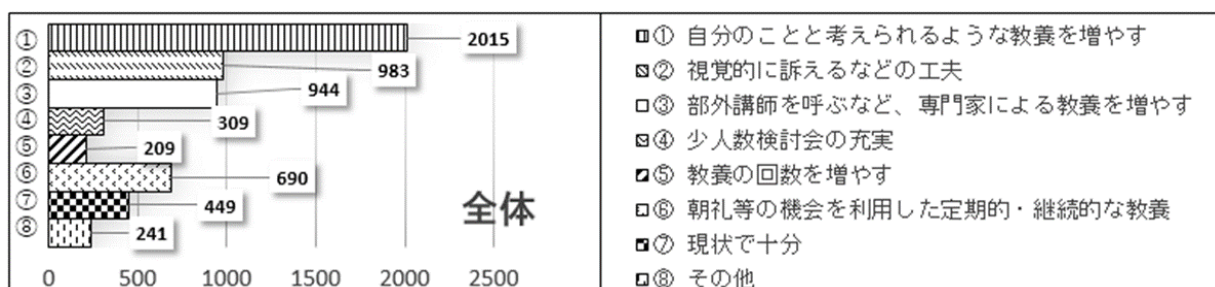 ① 2015
② 983
③ 944
④ 309
⑤ 209
⑥ 690
⑦ 449
⑧ 241
全体
0 500 1000 1500 2000 2500
① 自分のことと考えられるような教養を増やす
② 視覚的に訴えるなどの工夫
③ 部外講師を呼ぶなど、専門家による教養を増やす
④ 少人数検討会の充実
⑤ 教養の回数を増やす
⑥ 朝礼等の機会を利用した定期的・継続的な教養
⑦ 現状で十分
⑧ その他